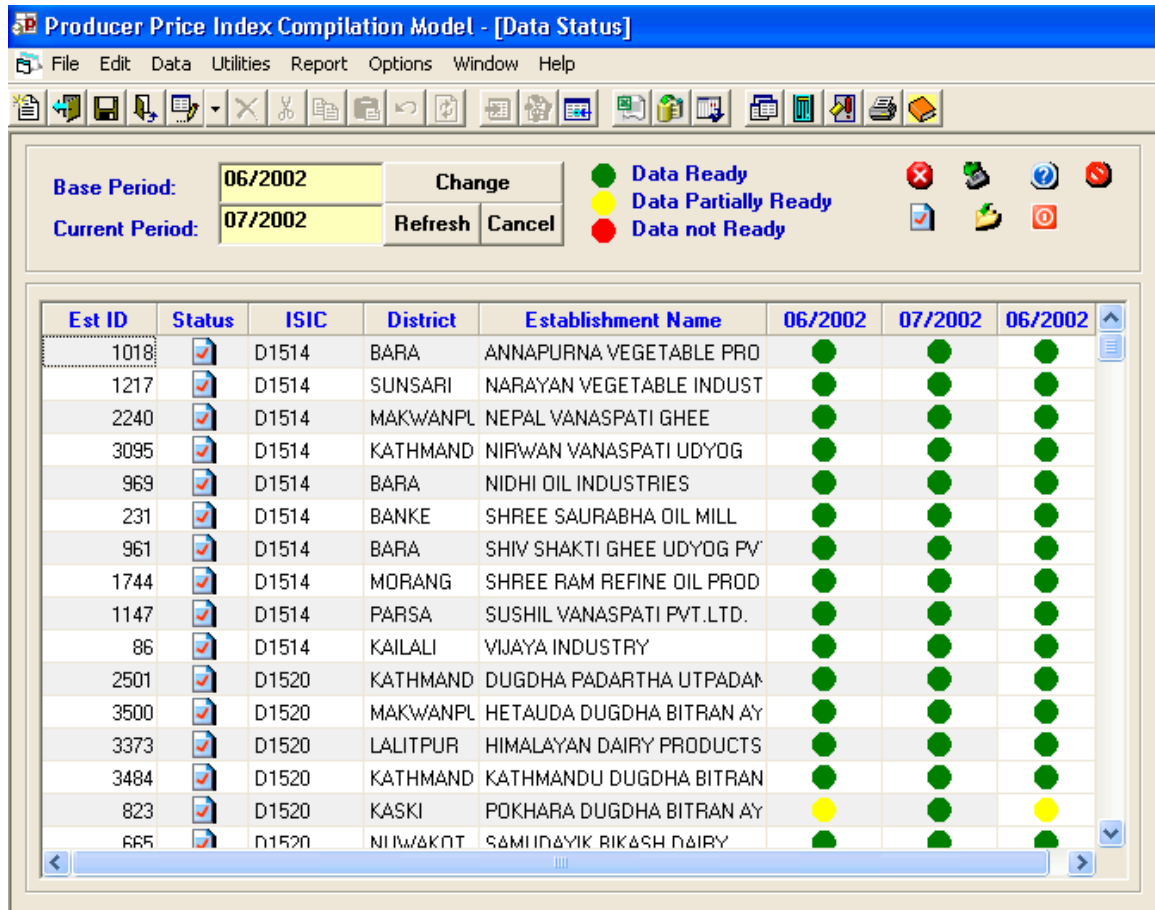 Producer Price Index Compilation Model - [Data Status]
File Edit Data Utilities Report Options Window Help
Base Period: 06/2002 Change
Current Period: 07/2002 Refresh Cancel
Data Ready
Data Partially Ready
Data not Ready
Est ID Status ISIC District Establishment Name 06/2002 07/2002 06/2002
1018 D1514 BARA ANNAPURNA VEGETABLE PRO
1217 D1514 SUNSARI NARAYAN VEGETABLE INDUST
2240 D1514 MAKWANPU NEPAL VANASPATI GHEE
3095 D1514 KATHMAND NIRWAN VANASPATI UDYOG
969 D1514 BARA NIDHI OIL INDUSTRIES
231 D1514 BANKE SHREE SAURABHA OIL MILL
961 D1514 BARA SHIV SHAKTI GHEE UDYOG PVT
1744 D1514 MORANG SHREE RAM REFINE OIL PROD
1147 D1514 PARSA SUSHIL VANASPATI PVT.LTD.
86 D1514 KAILALI VIJAYA INDUSTRY
2501 D1520 KATHMAND DUGDHA PADARTHA UTPADAN
3500 D1520 MAKWANPU HETAUDA DUGDHA BITRAN AY
3373 D1520 LALITPUR HIMALAYAN DAIRY PRODUCTS
3484 D1520 KATHMAND KATHMANDU DUGDHA BITRAN
823 D1520 KASKI POKHARA DUGDHA BITRAN AY
665 D1520 NUWAKOT SAMUDAYIK BIKASH DAIRY